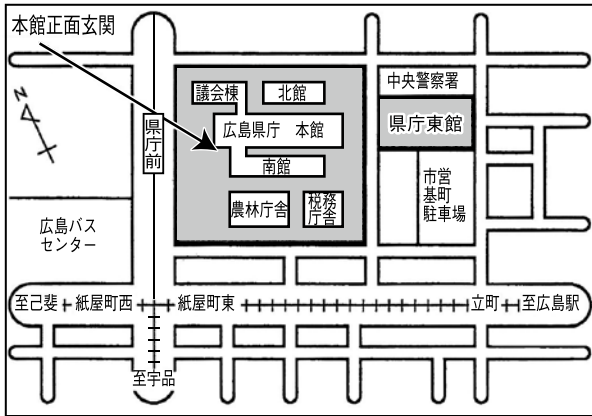 本館正面玄関
中央警察署
議会棟
北館
N
県庁前
広島県庁 本館
県庁東館
南館
市営
基町
駐車場
農林庁舎
税務
庁舎
広島バス
センター
至己斐
紙屋町西
紙屋町東
立町
至広島駅
至宇品